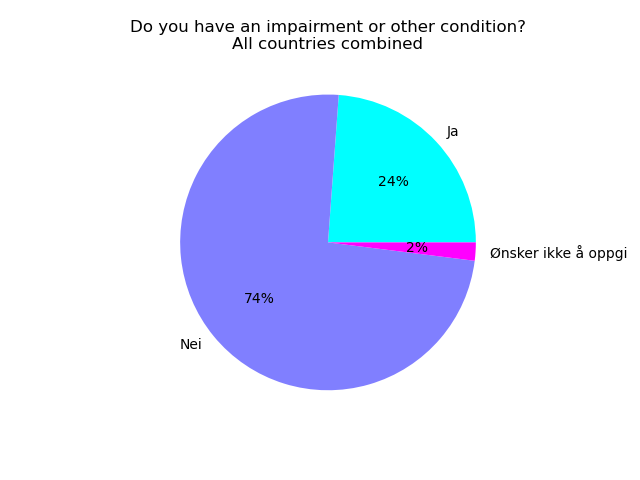 Do you have an impairment or other condition?
All countries combined
Ja
24%
2%
Ønsker ikke å oppgi
74%
Nei